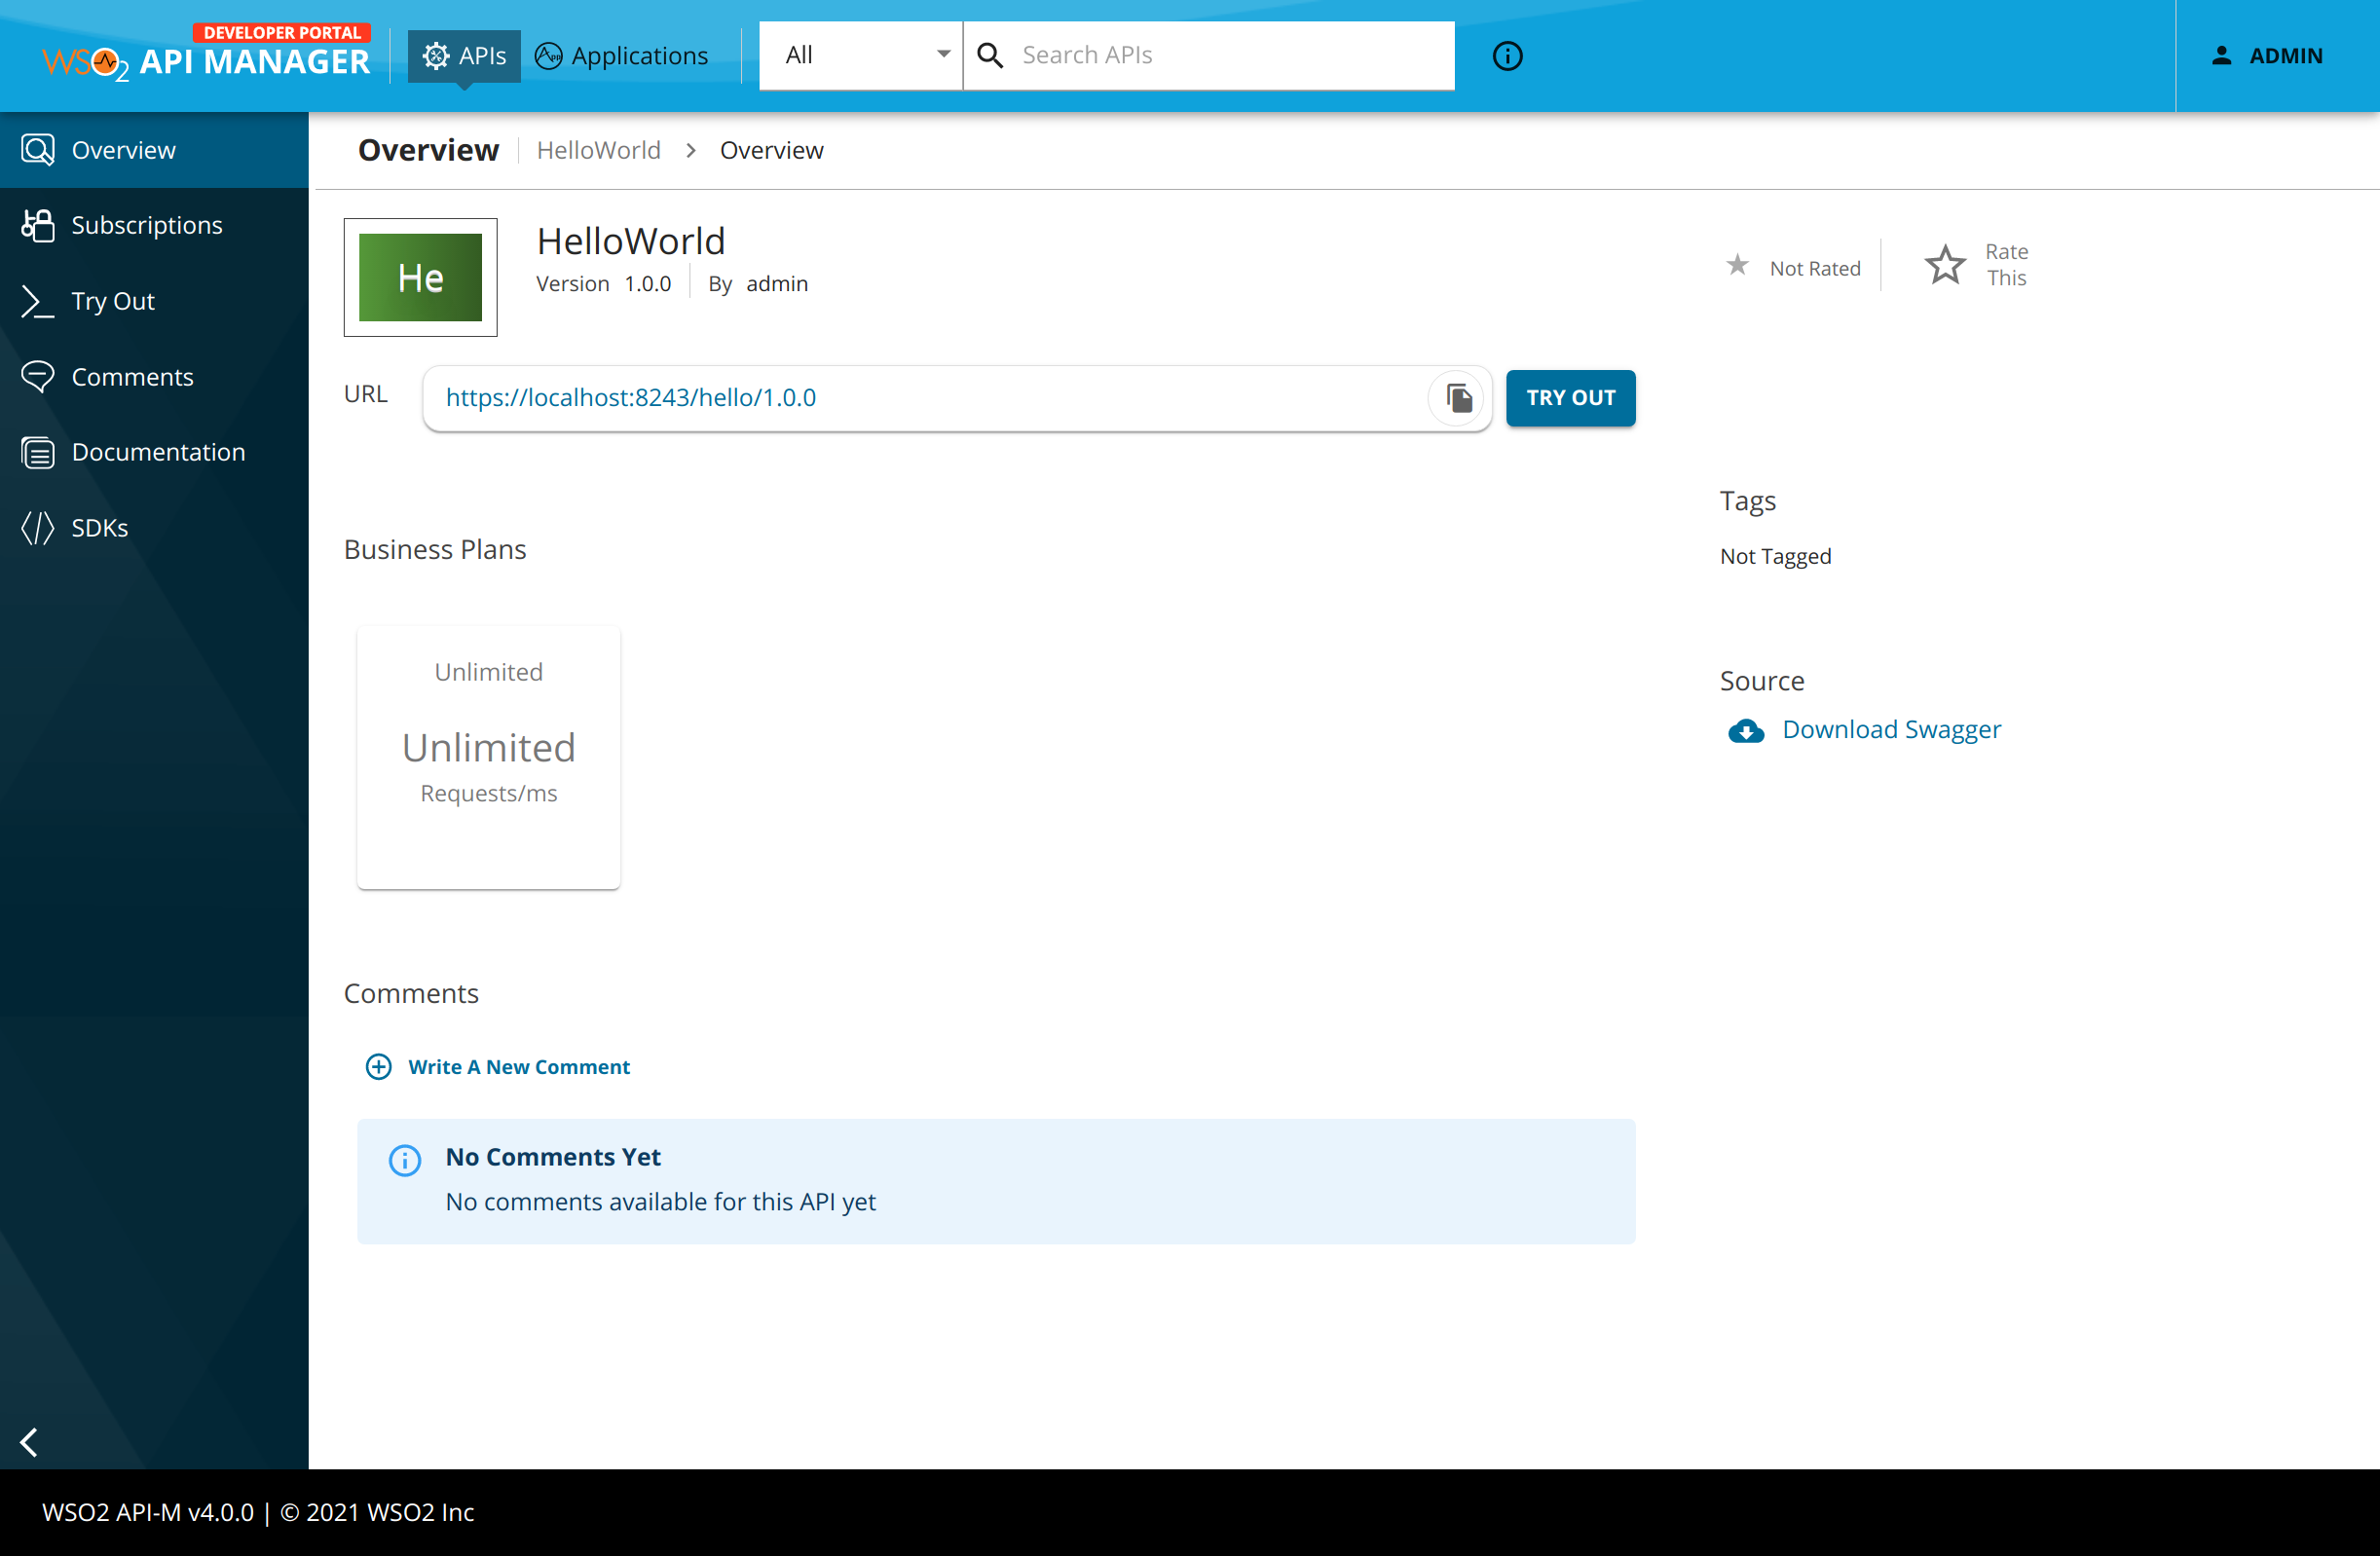 DEVELOPER PORTAL
WSO2 API MANAGER
APIs
App Applications
All
Search APIs
ADMIN
Overview
Subscriptions
Try Out
Comments
Documentation
SDKs
Overview HelloWorld > Overview
He
HelloWorld
Version 1.0.0 By admin
Not Rated
Rate
This
URL
https://localhost:8243/hello/1.0.0
TRY OUT
Tags
Not Tagged
Business Plans
Unlimited
Unlimited
Requests/ms
Source
Download Swagger
Comments
Write A New Comment
No Comments Yet
No comments available for this API yet
WSO2 API-M v4.0.0 | © 2021 WSO2 Inc